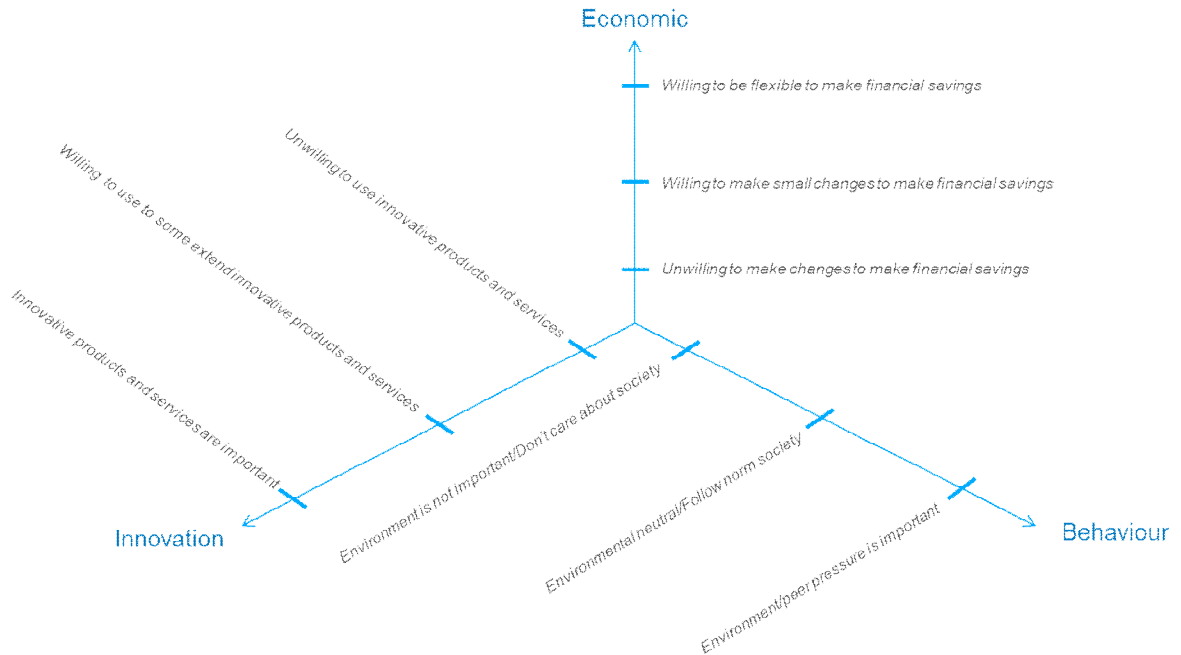 Economic
Willing to be flexible to make financial savings
Willing to make small changes to make financial savings
Unwilling to make changes to make financial savings
Unwilling to use innovative products and services
Willing to use to some extend innovative products and services
Innovative products and services are important
Innovation
Environment is not important/Don't care about society
Environmental neutral/Follow norm society
Environment/peer pressure is important
Behaviour